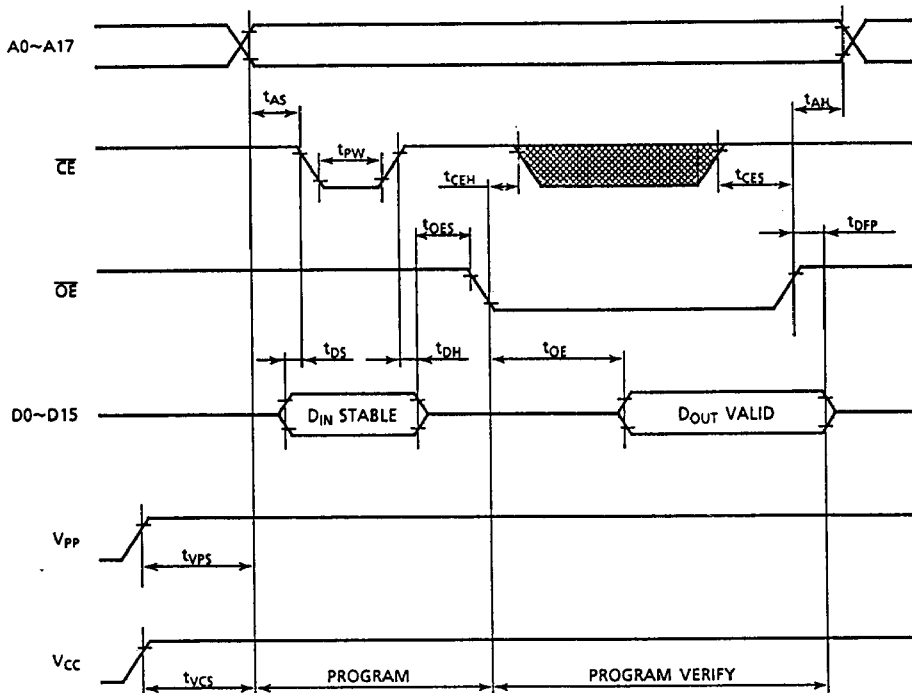 A0~A17
tAS
tAH
CE
tPW
tCEH
tCES
tOES
tDFP
OE
tDS
tDH
tOE
D0~D15
DIN STABLE
DOUT VALID
VPP
tVPS
VCC
tVCS
PROGRAM
PROGRAM VERIFY